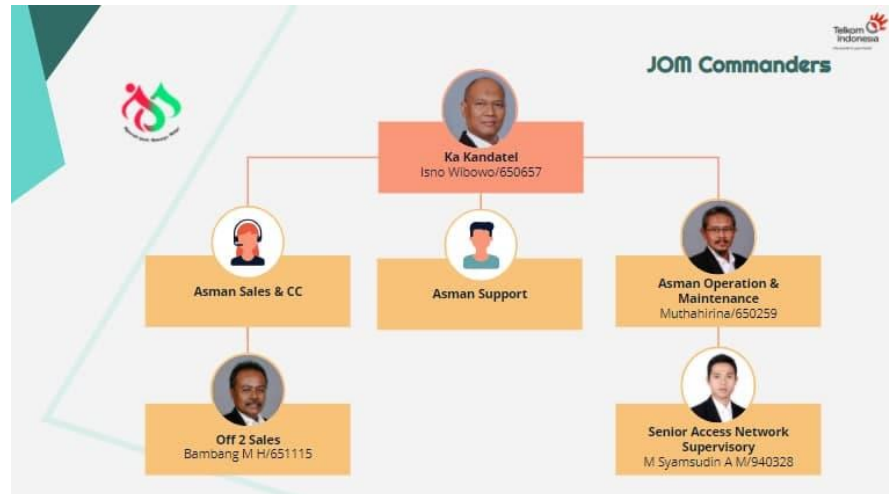 Telkom
Indonesia
JOM Commanders
Ka Kandatel
Isno Wibowo/650657
Asman Sales & CC
Asman Support
Asman Operation &
Maintenance
Muthahirina/650259
Off 2 Sales
Bambang M H/651115
Senior Access Network
Supervisory
M Syamsudin A M/940328